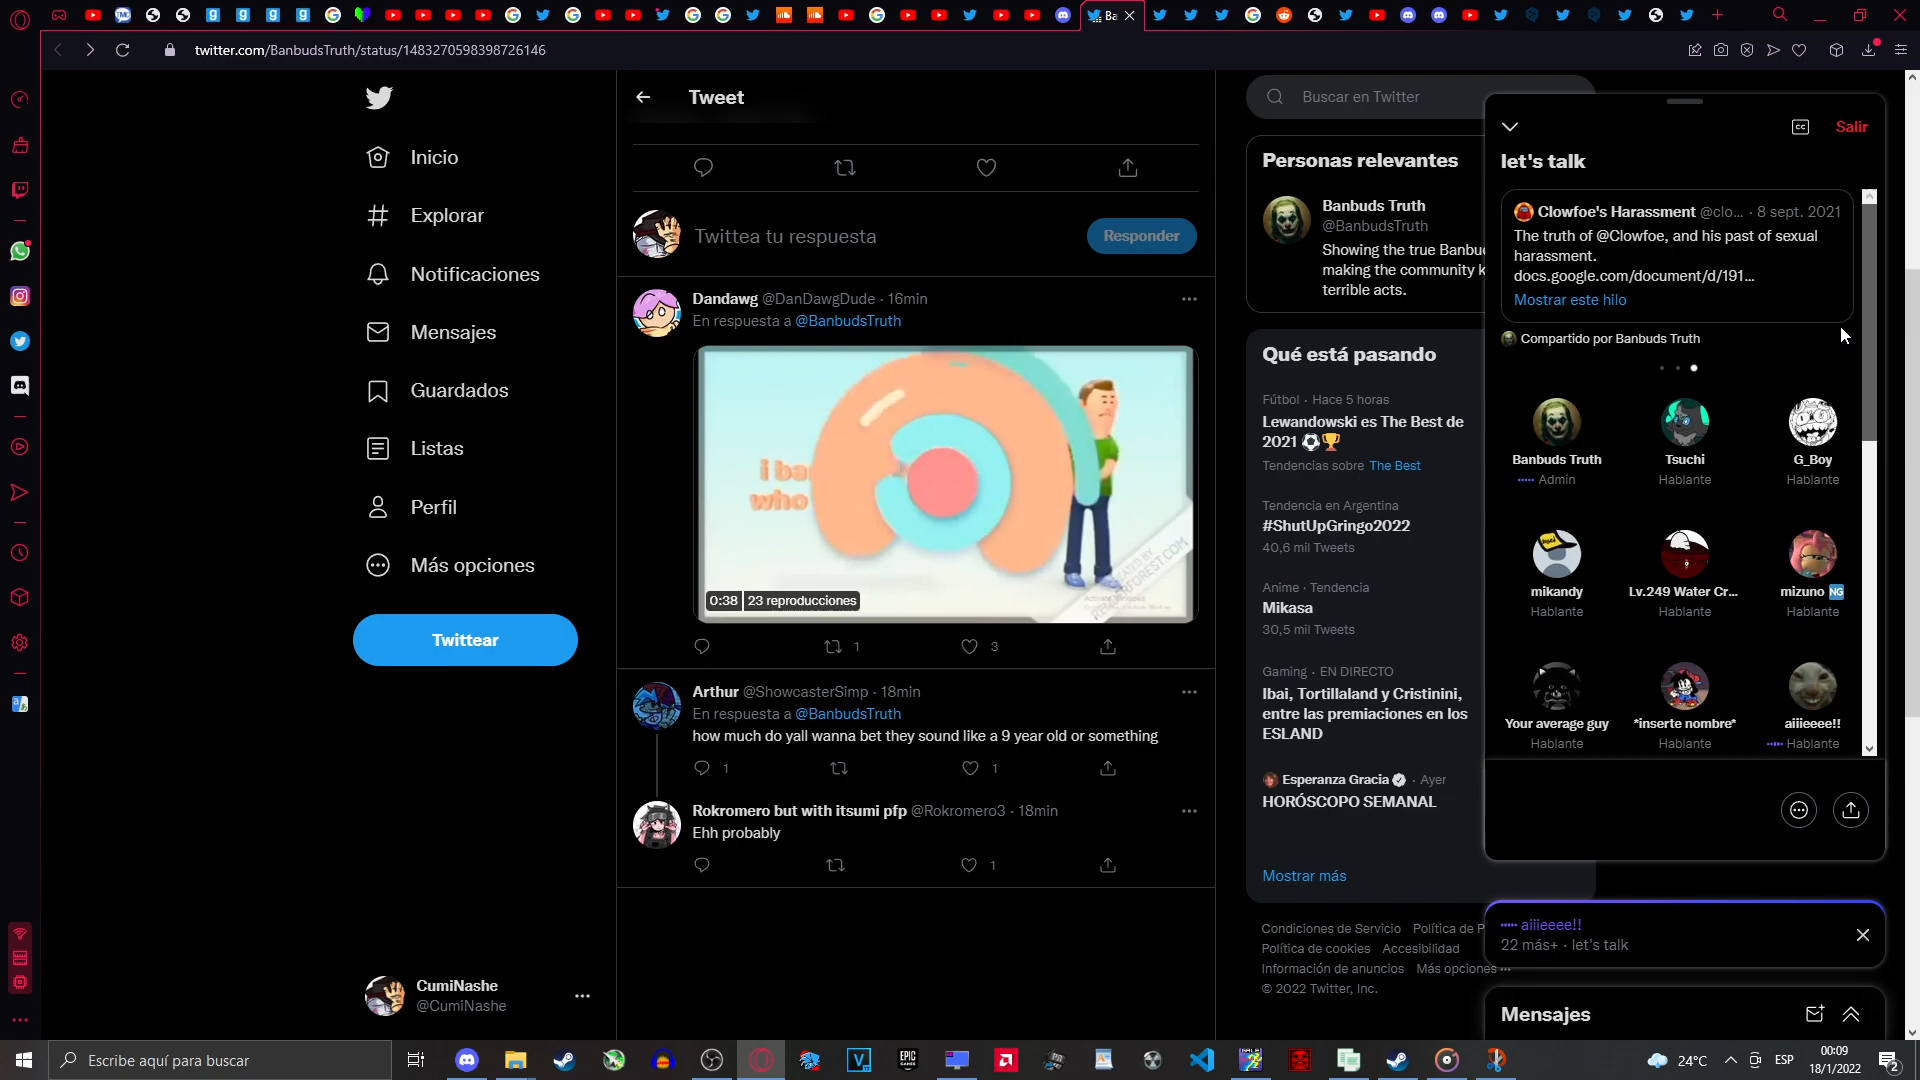 Ba
twitter.com/BanbudsTruth/status/1483270598398726146
Inicio
Explorar
Notificaciones
Mensajes
Guardados
Listas
Perfil
Más opciones
Twittear
CumiNashe
@CumiNashe
Tweet
Twittea tu respuesta
Responder
Dandawg @DanDawgDude · 16min
En respuesta a @BanbudsTruth
i ba
who
0:38 23 reproducciones
1 3
Arthur @ShowcasterSimp · 18min
En respuesta a @BanbudsTruth
how much do yall wanna bet they sound like a 9 year old or something
1 1
Rokromero but with itsumi pfp @Rokromero3 · 18min
Ehh probably
1
Buscar en Twitter
Personas relevantes
Banbuds Truth
@BanbudsTruth
Showing the true Banbu
making the community k
terrible acts.
Qué está pasando
Fútbol · Hace 5 horas
Lewandowski es The Best de
2021 ⚽🏆
Tendencias sobre The Best
Tendencia en Argentina
#ShutUpGringo2022
40,6 mil Tweets
Anime · Tendencia
Mikasa
30,5 mil Tweets
Gaming · EN DIRECTO
Ibai, Tortillaland y Cristinini,
entre las premiaciones en los
ESLAND
Esperanza Gracia · Ayer
HORÓSCOPO SEMANAL
Mostrar más
Condiciones de Servicio Política de P
Política de cookies Accesibilidad
Información de anuncios Más opciones ···
© 2022 Twitter, Inc.
CC Salir
let's talk
Clowfoe's Harassment @clo... · 8 sept. 2021
The truth of @Clowfoe, and his past of sexual
harassment.
docs.google.com/document/d/191...
Mostrar este hilo
Compartido por Banbuds Truth
Banbuds Truth Tsuchi G_Boy
Admin Hablante Hablante
mikandy Lv.249 Water Cr... mizuno NG
Hablante Hablante Hablante
Your average guy *inserte nombre* aiiieeee!!
Hablante Hablante Hablante
aiiieeee!!
22 más+ · let's talk
Mensajes
Escribe aquí para buscar
24°C ESP 00:09
18/1/2022
2